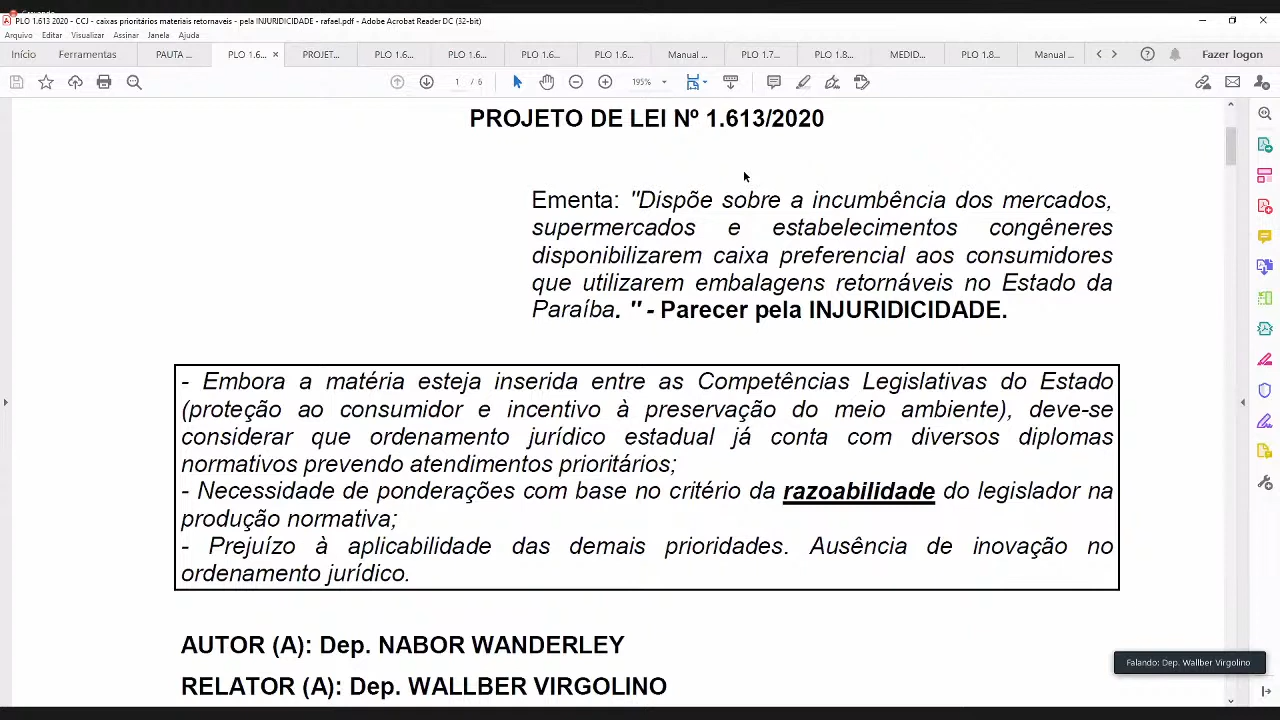 Gravando...
PLO 1.613 2020 - CCJ - caixas prioritários materiais retornaveis - pela INJURIDICIDADE - rafael.pdf - Adobe Acrobat Reader DC (32-bit)
Arquivo Editar Visualizar Assinar Janela Ajuda
Início Ferramentas PAUTA ... PLO 1.6... × PROJET... PLO 1.6... PLO 1.6... PLO 1.6... PLO 1.6... Manual ... PLO 1.7... PLO 1.8... MEDID... PLO 1.8... Manual ... Fazer logon
1 / 6 195%
PROJETO DE LEI Nº 1.613/2020
Ementa: "Dispõe sobre a incumbência dos mercados,
supermercados e estabelecimentos congêneres
disponibilizarem caixa preferencial aos consumidores
que utilizarem embalagens retornáveis no Estado da
Paraíba. " - Parecer pela INJURIDICIDADE.
- Embora a matéria esteja inserida entre as Competências Legislativas do Estado
(proteção ao consumidor e incentivo à preservação do meio ambiente), deve-se
considerar que ordenamento jurídico estadual já conta com diversos diplomas
normativos prevendo atendimentos prioritários;
- Necessidade de ponderações com base no critério da razoabilidade do legislador na
produção normativa;
- Prejuízo à aplicabilidade das demais prioridades. Ausência de inovação no
ordenamento jurídico.
AUTOR (A): Dep. NABOR WANDERLEY
RELATOR (A): Dep. WALLBER VIRGOLINO
Falando: Dep. Wallber Virgolino